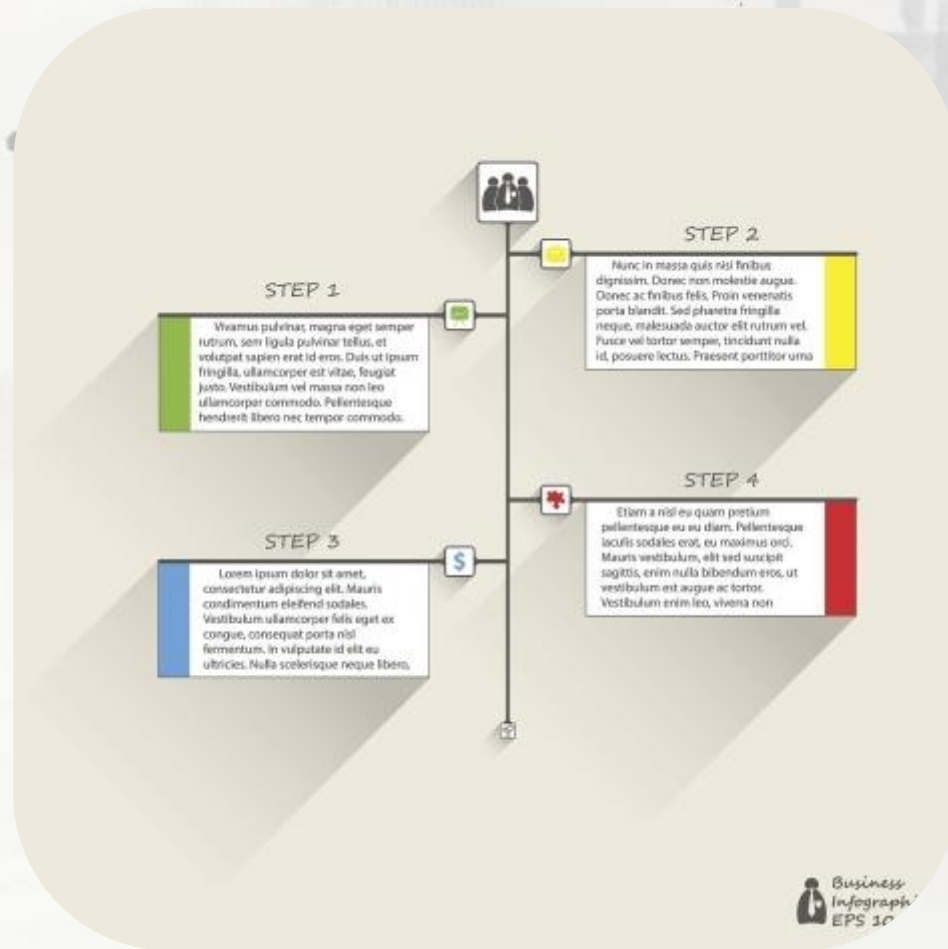 STEP 1
Vivamus pulvinar, magna eget semper
rutrum, sem ligula pulvinar tellus, et
volutpat sapien erat id eros. Duis ut ipsum
fringilla, ullamcorper est vitae, feugiat
justo. Vestibulum vel massa non leo
ullamcorper commodo. Pellentesque
hendrerit libero nec tempor commodo.
STEP 2
Nunc in massa quis nisi finibus
dignissim. Donec non molestie augue.
Donec ac finibus felis. Proin venenatis
porta blandit. Sed pharetra fringilla
neque, malesuada auctor elit rutrum vel.
Fusce vel tortor semper, tincidunt nulla
id, posuere lectus. Praesent porttitor urna
STEP 3
$
Lorem ipsum dolor sit amet,
consectetur adipiscing elit. Mauris
condimentum eleifend sodales.
Vestibulum ullamcorper felis eget ex
congue, consequat porta nisl
fermentum. In vulputate id elit eu
ultricies. Nulla scelerisque neque libero,
STEP 4
Etiam a nisl eu quam pretium
pellentesque eu eu diam. Pellentesque
iaculis sodales erat, eu maximus orci.
Mauris vestibulum, elit sed suscipit
sagittis, enim nulla bibendum eros, ut
vestibulum est augue ac tortor.
Vestibulum enim leo, viverra non
Business
Infographi
EPS 10